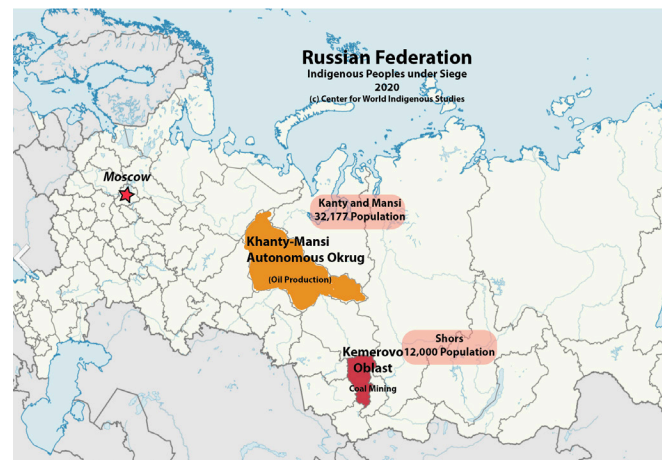 Russian Federation
Indigenous Peoples under Siege
2020
(c) Center for World Indigenous Studies
Moscow
Kanty and Mansi
32,177 Population
Khanty-Mansi
Autonomous Okrug
(Oil Production)
Shors
12,000 Population
Kemerovo
Oblast
Coal Mining